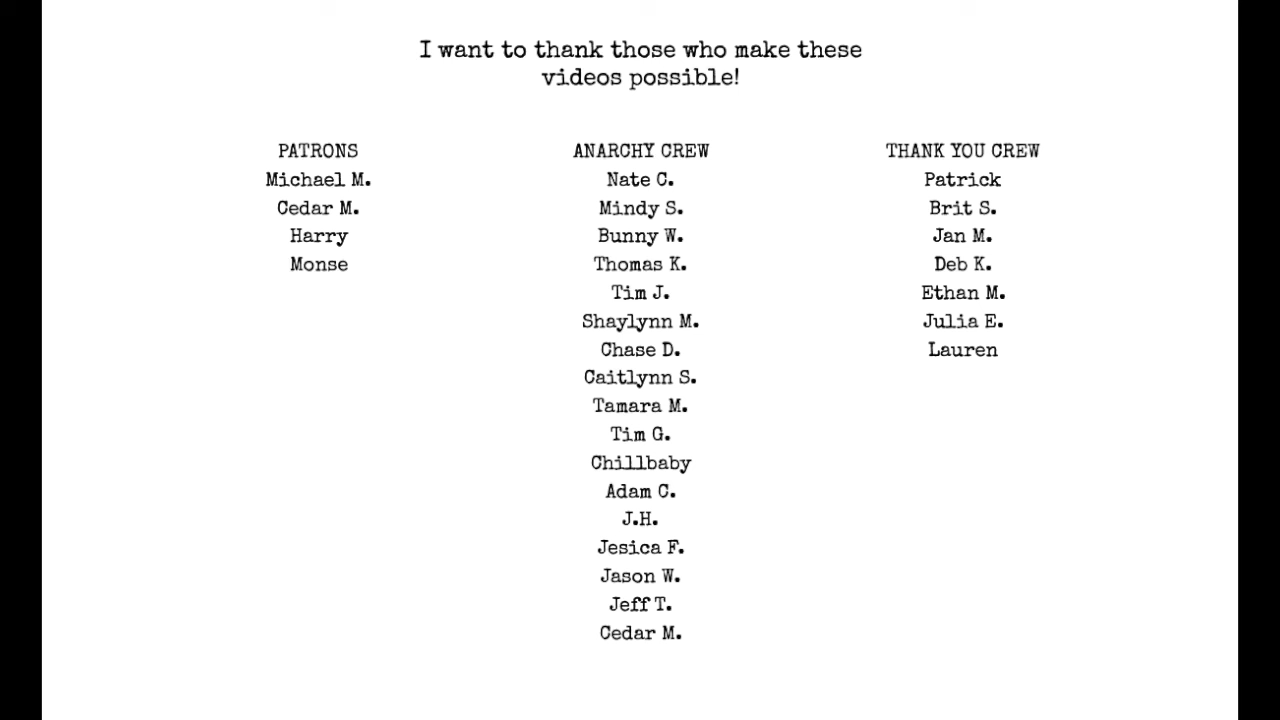 I want to thank those who make these
videos possible!
PATRONS
Michael M.
Cedar M.
Harry
Monse
ANARCHY CREW
Nate C.
Mindy S.
Bunny W.
Thomas K.
Tim J.
Shaylynn M.
Chase D.
Caitlynn S.
Tamara M.
Tim G.
Chillbaby
Adam C.
J.H.
Jesica F.
Jason W.
Jeff T.
Cedar M.
THANK YOU CREW
Patrick
Brit S.
Jan M.
Deb K.
Ethan M.
Julia E.
Lauren